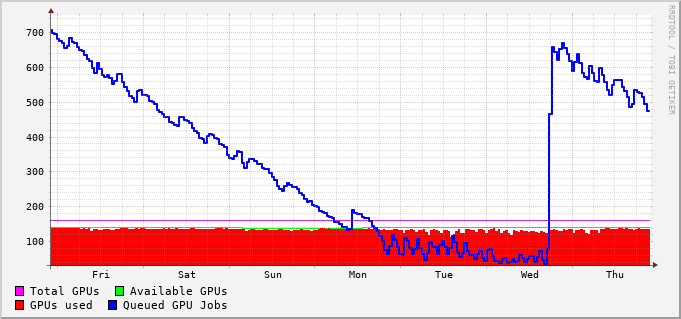 RRDTOOL / TOBI OETIKER
700
600
500
400
300
200
100
Fri Sat Sun Mon Tue Wed Thu
Total GPUs Available GPUs
GPUs used Queued GPU Jobs